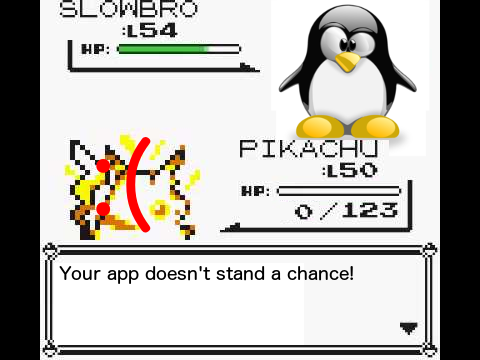 SLOWBRO
:L54
HP:
PIKACHU
:L50
HP:
0/123
Your app doesn't stand a chance!